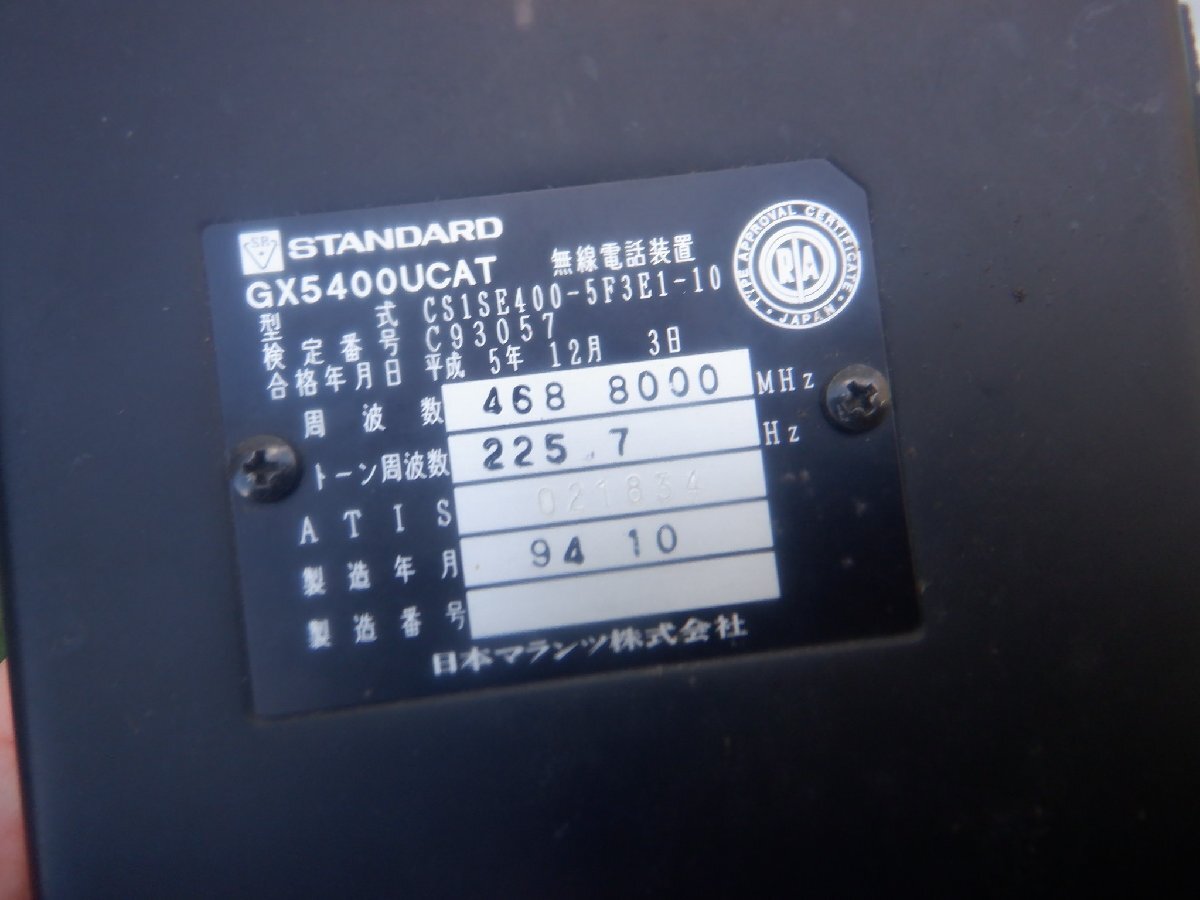 SR STANDARD
GX5400UCAT 無線電話装置
型式 CS1SE400-5F3E1-10
検定番号 C93057
合格年月日 平成 5年 12月 3日
周波数 468 8000 MHz
トーン周波数 225.7 Hz
ATIS 021834
製造年月 94 10
製造番号
日本マランツ株式会社
TYPE APPROVAL CERTIFICATE
RTA
JAPAN